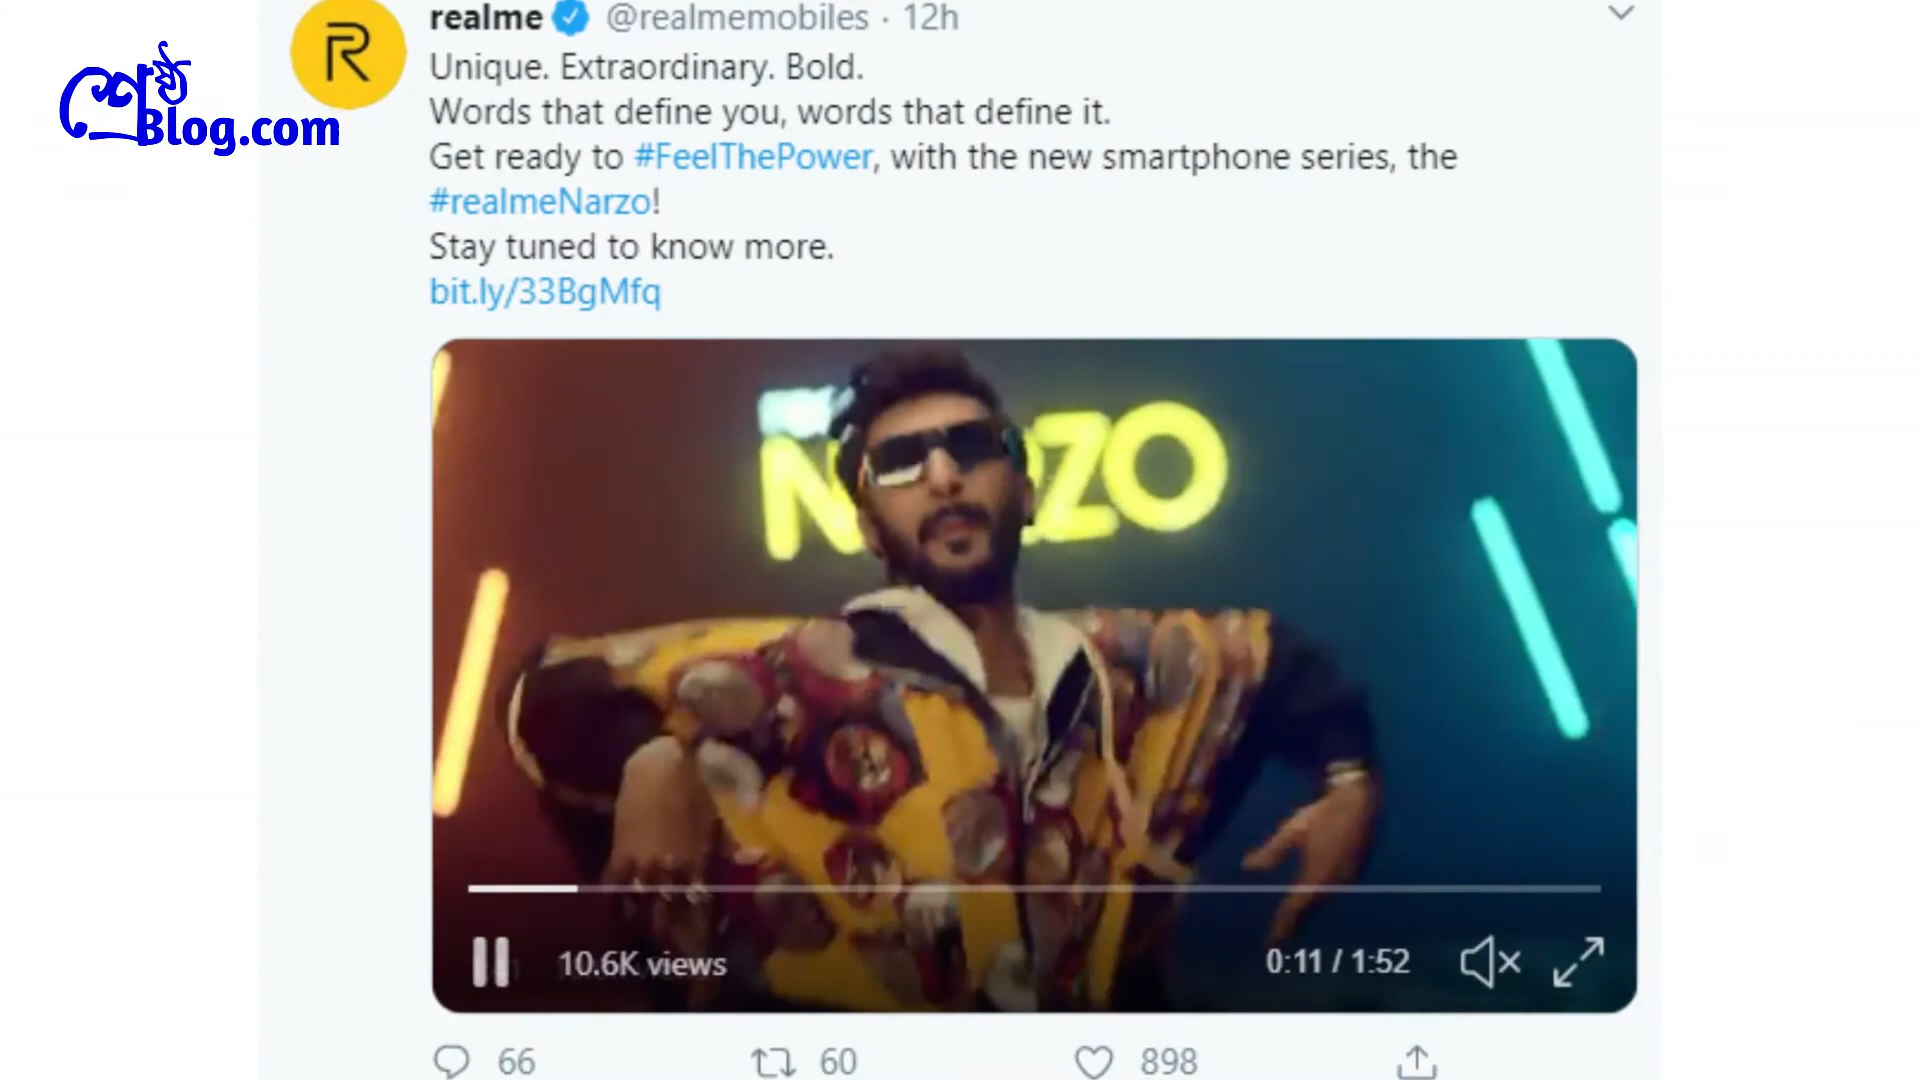 realme @realmemobiles · 12h
শ্রেষ্ঠ
Blog.com
Unique. Extraordinary. Bold.
Words that define you, words that define it.
Get ready to #FeelThePower, with the new smartphone series, the
#realmeNarzo!
Stay tuned to know more.
bit.ly/33BgMfq
10.6K views
0:11 / 1:52
66 60 898